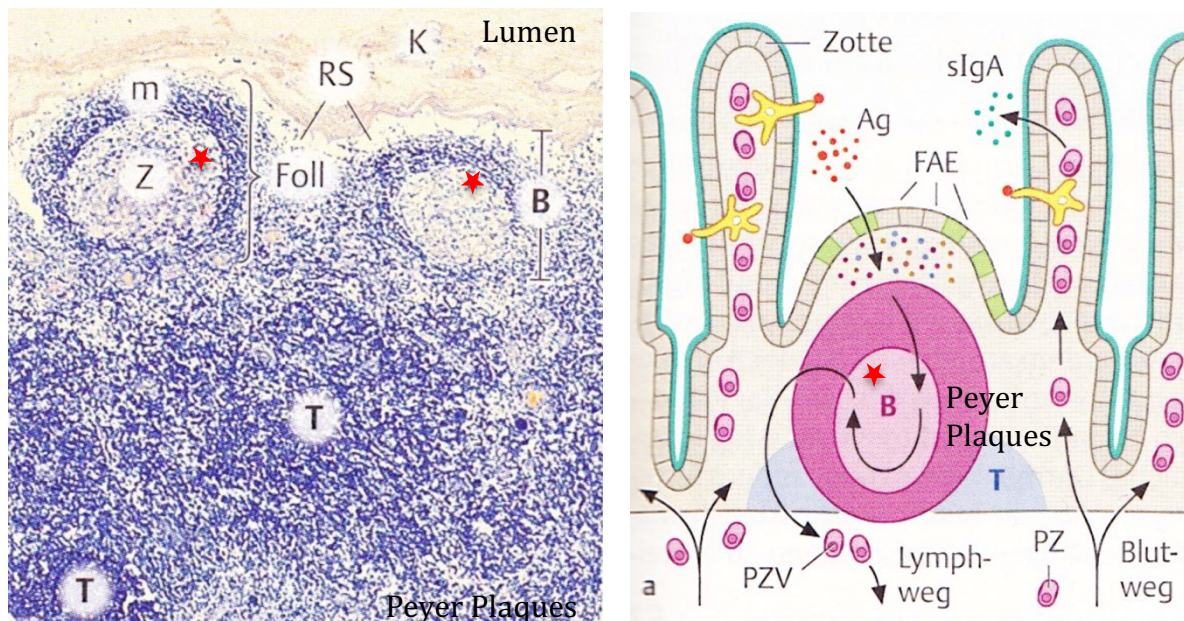 Lumen
K
RS
m
Z
Foll
B
T
T
Peyer Plaques
Zotte
sIgA
Ag
FAE
B
Peyer
Plaques
T
PZV
Lymph-
weg
PZ
Blut-
weg
a